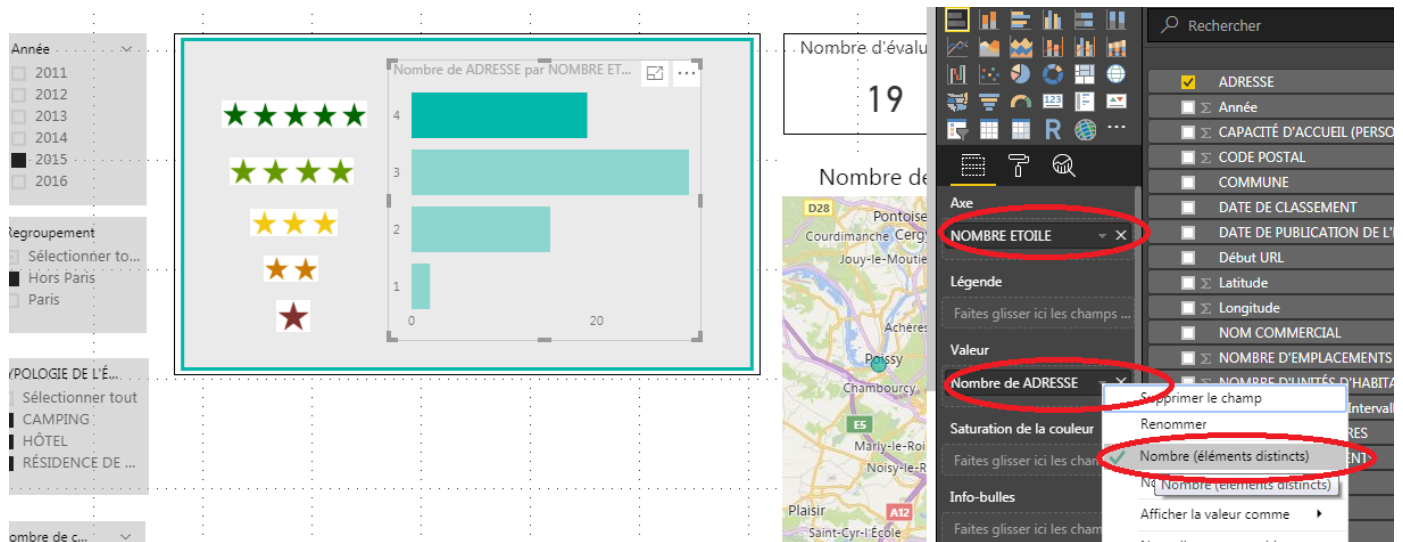 Année
2011
2012
2013
2014
2015
2016
Regroupement
Sélectionner to...
Hors Paris
Paris
YPOLOGIE DE L'É...
Sélectionner tout
CAMPING
HÔTEL
RÉSIDENCE DE ...
ombre de c...
Nombre de ADRESSE par NOMBRE ET...
4
3
2
1
0
20
Nombre d'évalu
19
Nombre de
D28
Pontoise
Courdimanche
Cergy
Jouy-le-Moutie
Achères
Poissy
Chambourcy
E5
Marly-le-Roi
Noisy-le-R
Plaisir
A12
Saint-Cyr-l'École
123
R
Axe
NOMBRE ETOILE
Légende
Faites glisser ici les champs ...
Valeur
Nombre de ADRESSE
Saturation de la couleur
Faites glisser ici les cham
Info-bulles
Faites glisser ici les cham
Rechercher
ADRESSE
Année
CAPACITÉ D'ACCUEIL (PERSO
CODE POSTAL
COMMUNE
DATE DE CLASSEMENT
DATE DE PUBLICATION DE L'
Début URL
Latitude
Longitude
NOM COMMERCIAL
NOMBRE D'EMPLACEMENTS
NOMBRE D'UNITÉS D'HABITA
Intervall
RES
ENT
Supprimer le champ
Renommer
Nombre (éléments distincts)
Nombre (éléments distincts)
Afficher la valeur comme